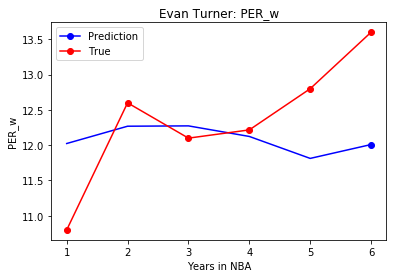 Evan Turner: PER_w
Prediction
True
PER_w
13.5
13.0
12.5
12.0
11.5
11.0
1 2 3 4 5 6
Years in NBA